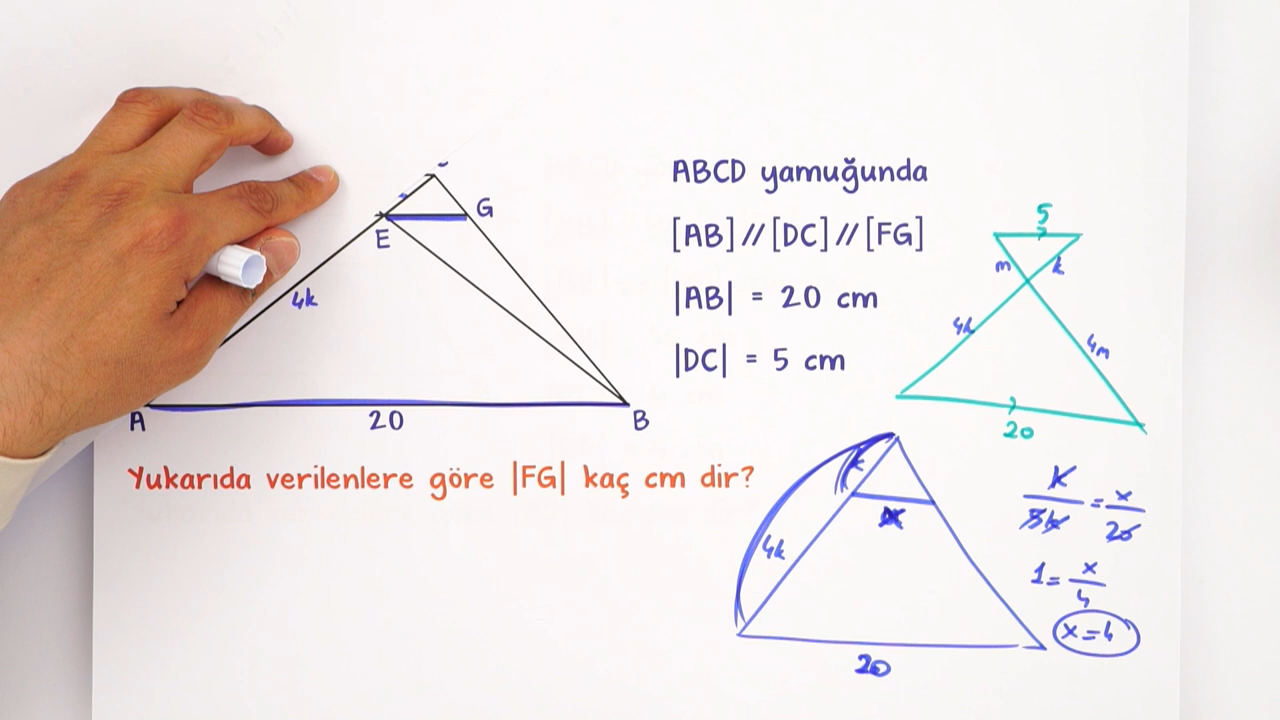 G
E
4k
A
20
B
ABCD yamuğunda
[AB] // [DC] // [FG]
|AB| = 20 cm
|DC| = 5 cm
Yukarıda verilenlere göre |FG| kaç cm dir?
5
m
k
4k
4m
20
k
x
4k
20
k/5k = x/20
1 = x/4
x=4